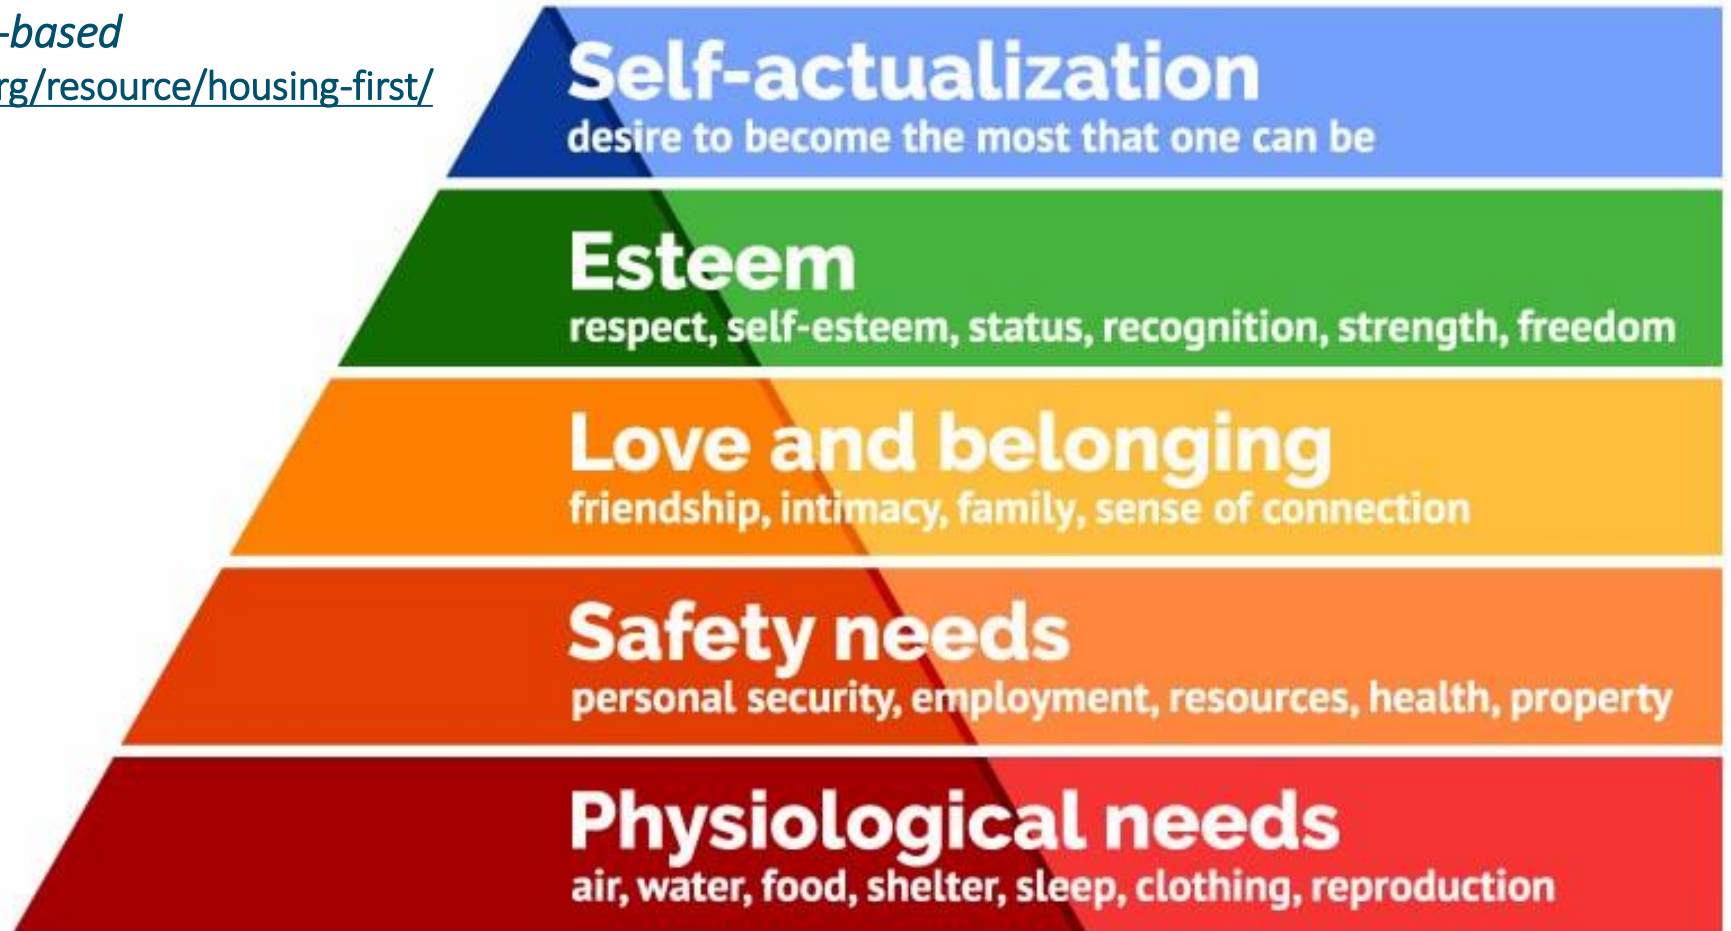 -based
rg/resource/housing-first/
Self-actualization
desire to become the most that one can be
Esteem
respect, self-esteem, status, recognition, strength, freedom
Love and belonging
friendship, intimacy, family, sense of connection
Safety needs
personal security, employment, resources, health, property
Physiological needs
air, water, food, shelter, sleep, clothing, reproduction